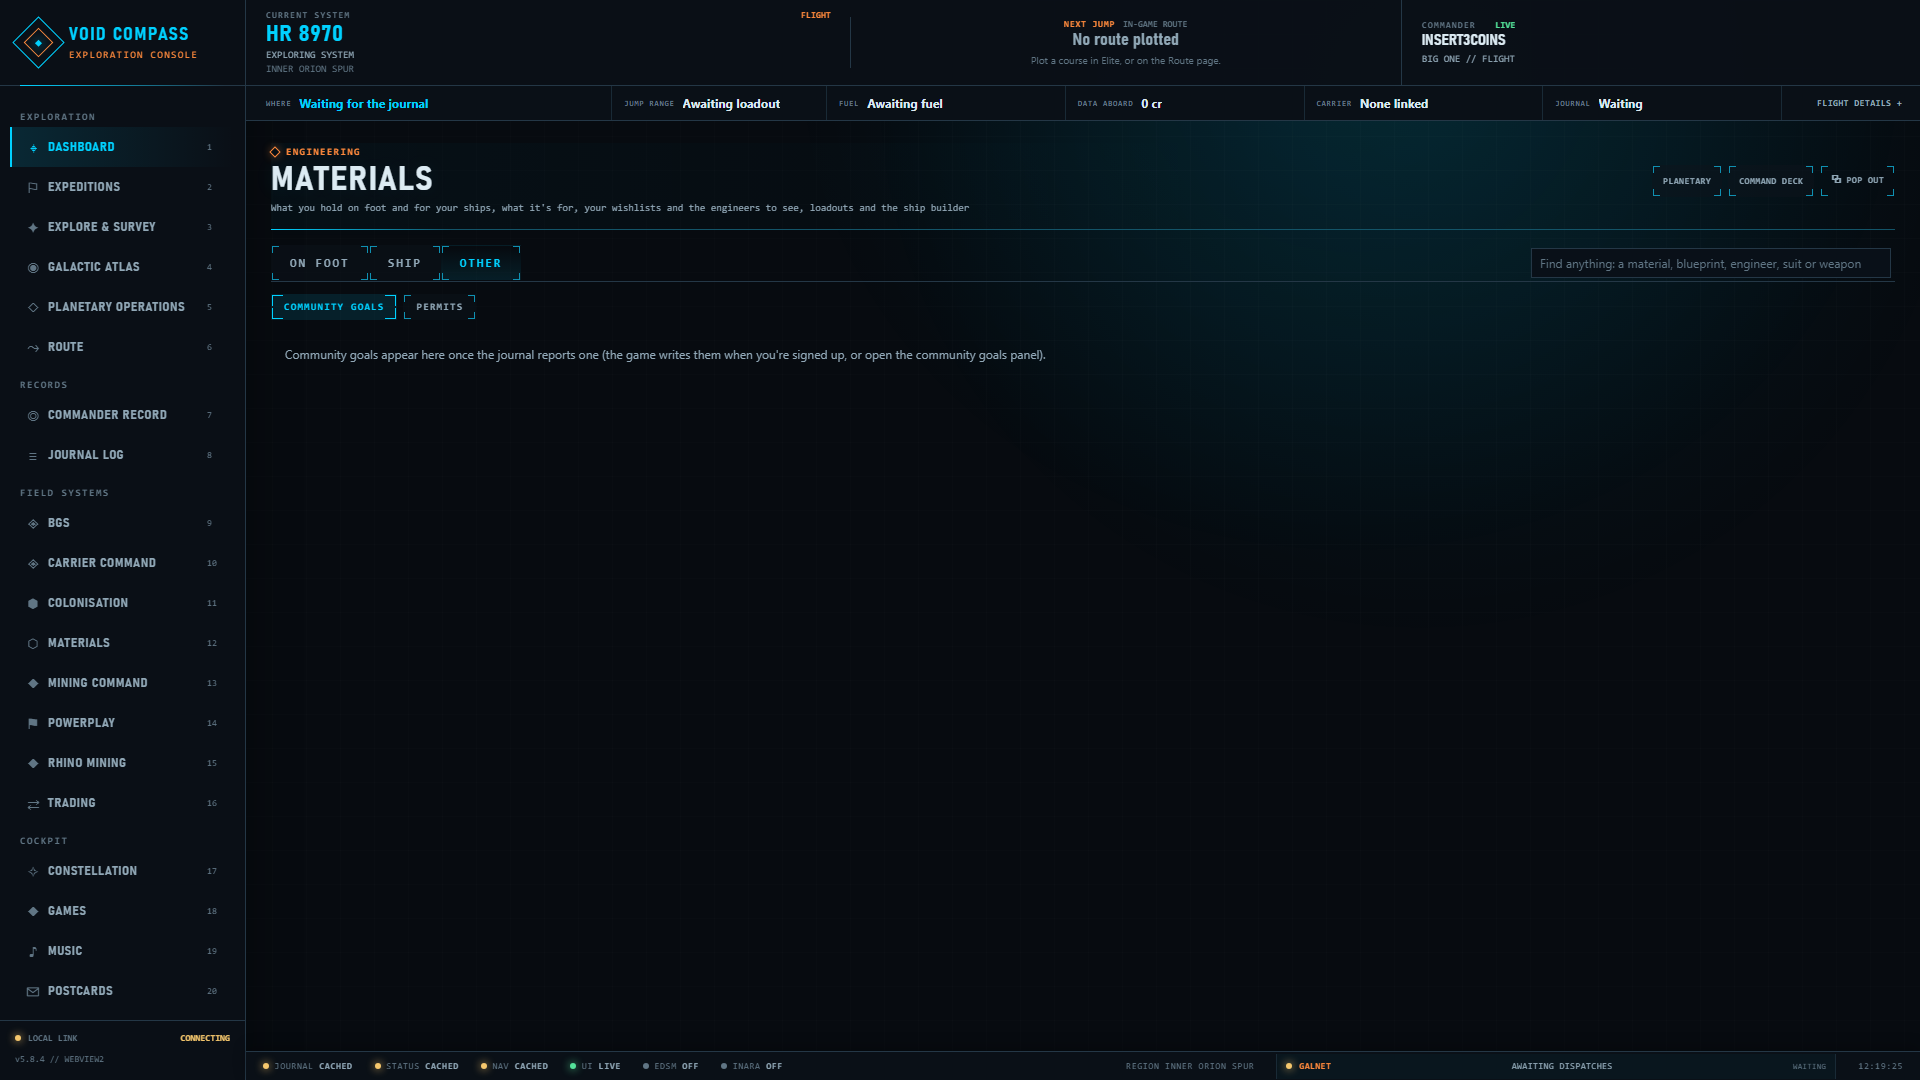 VOID COMPASS
EXPLORATION CONSOLE
CURRENT SYSTEM
HR 8970
EXPLORING SYSTEM
INNER ORION SPUR
FLIGHT
NEXT JUMP IN-GAME ROUTE
No route plotted
Plot a course in Elite, or on the Route page.
COMMANDER LIVE
INSERT3COINS
BIG ONE // FLIGHT
WHERE Waiting for the journal
JUMP RANGE Awaiting loadout
FUEL Awaiting fuel
DATA ABOARD 0 cr
CARRIER None linked
JOURNAL Waiting
FLIGHT DETAILS +
EXPLORATION
DASHBOARD 1
EXPEDITIONS 2
EXPLORE & SURVEY 3
GALACTIC ATLAS 4
PLANETARY OPERATIONS 5
ROUTE 6
RECORDS
COMMANDER RECORD 7
JOURNAL LOG 8
FIELD SYSTEMS
BGS 9
CARRIER COMMAND 10
COLONISATION 11
MATERIALS 12
MINING COMMAND 13
POWERPLAY 14
RHINO MINING 15
TRADING 16
COCKPIT
CONSTELLATION 17
GAMES 18
MUSIC 19
POSTCARDS 20
LOCAL LINK CONNECTING
v5.8.4 // WEBVIEW2
ENGINEERING
MATERIALS
What you hold on foot and for your ships, what it's for, your wishlists and the engineers to see, loadouts and the ship builder
PLANETARY
COMMAND DECK
POP OUT
ON FOOT
SHIP
OTHER
Find anything: a material, blueprint, engineer, suit or weapon
COMMUNITY GOALS
PERMITS
Community goals appear here once the journal reports one (the game writes them when you're signed up, or open the community goals panel).
JOURNAL CACHED
STATUS CACHED
NAV CACHED
UI LIVE
EDSM OFF
INARA OFF
REGION INNER ORION SPUR
GALNET
AWAITING DISPATCHES
WAITING
12:19:25